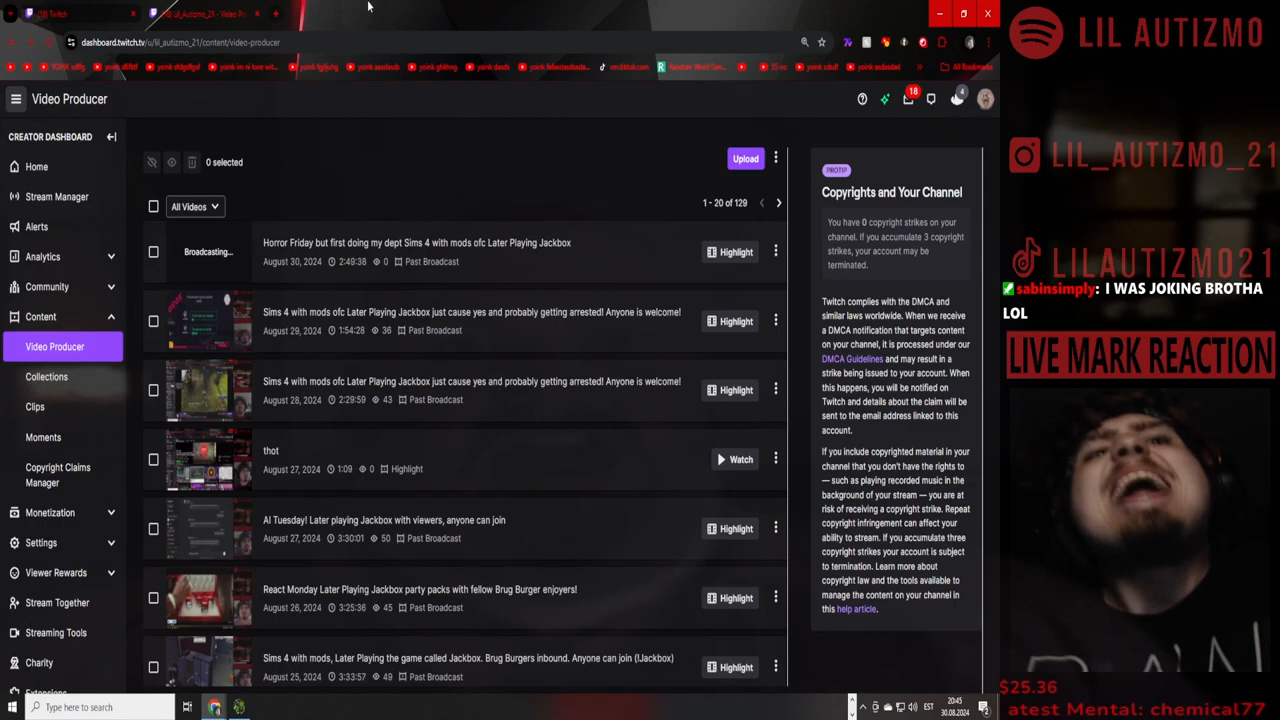 Twitch
Lil_Autizmo_21 - Video Pr
dashboard.twitch.tv/u/lil_autizmo_21/content/video-producer
All Bookmarks
Video Producer
18
4
CREATOR DASHBOARD
Home
Stream Manager
Alerts
Analytics
Community
Content
Video Producer
Collections
Clips
Moments
Copyright Claims
Manager
Monetization
Settings
Viewer Rewards
Stream Together
Streaming Tools
Charity
0 selected
Upload
All Videos
1 - 20 of 129
Broadcasting...
Horror Friday but first doing my dept Sims 4 with mods ofc Later Playing Jackbox
August 30, 2024 2:49:38 0 Past Broadcast
Highlight
Sims 4 with mods ofc Later Playing Jackbox just cause yes and probably getting arrested! Anyone is welcome!
August 29, 2024 1:54:28 36 Past Broadcast
Highlight
Sims 4 with mods ofc Later Playing Jackbox just cause yes and probably getting arrested! Anyone is welcome!
August 28, 2024 2:29:59 43 Past Broadcast
Highlight
thot
August 27, 2024 1:09 0 Highlight
Watch
AI Tuesday! Later playing Jackbox with viewers, anyone can join
August 27, 2024 3:30:01 50 Past Broadcast
Highlight
React Monday Later Playing Jackbox party packs with fellow Brug Burger enjoyers!
August 26, 2024 3:25:36 45 Past Broadcast
Highlight
Sims 4 with mods, Later Playing the game called Jackbox. Brug Burgers inbound. Anyone can join (!Jackbox)
August 25, 2024 3:33:57 49 Past Broadcast
Highlight
PROTIP
Copyrights and Your Channel
You have 0 copyright strikes on your
channel. If you accumulate 3 copyright
strikes, your account may be
terminated.
Twitch complies with the DMCA and
similar laws worldwide. When we receive
a DMCA notification that targets content
on your channel, it is processed under our
DMCA Guidelines and may result in a
strike being issued to your account. When
this happens, you will be notified on
Twitch and details about the claim will be
sent to the email address linked to this
account.
If you include copyrighted material in your
channel that you don't have the rights to
— such as playing recorded music in the
background of your stream — you are at
risk of receiving a copyright strike. Repeat
copyright infringement can affect your
ability to stream. If you accumulate three
copyright strikes your account is subject
to termination. Learn more about
copyright law and the tools available to
manage the content on your channel in
this help article.
LIL AUTIZMO
LIL_AUTIZMO_21
LILAUTIZMO21
sabinsimply: I WAS JOKING BROTHA
LOL
LIVE MARK REACTION
$25.36
atest Mental: chemical77
Type here to search
EST
20:45
30.08.2024
2